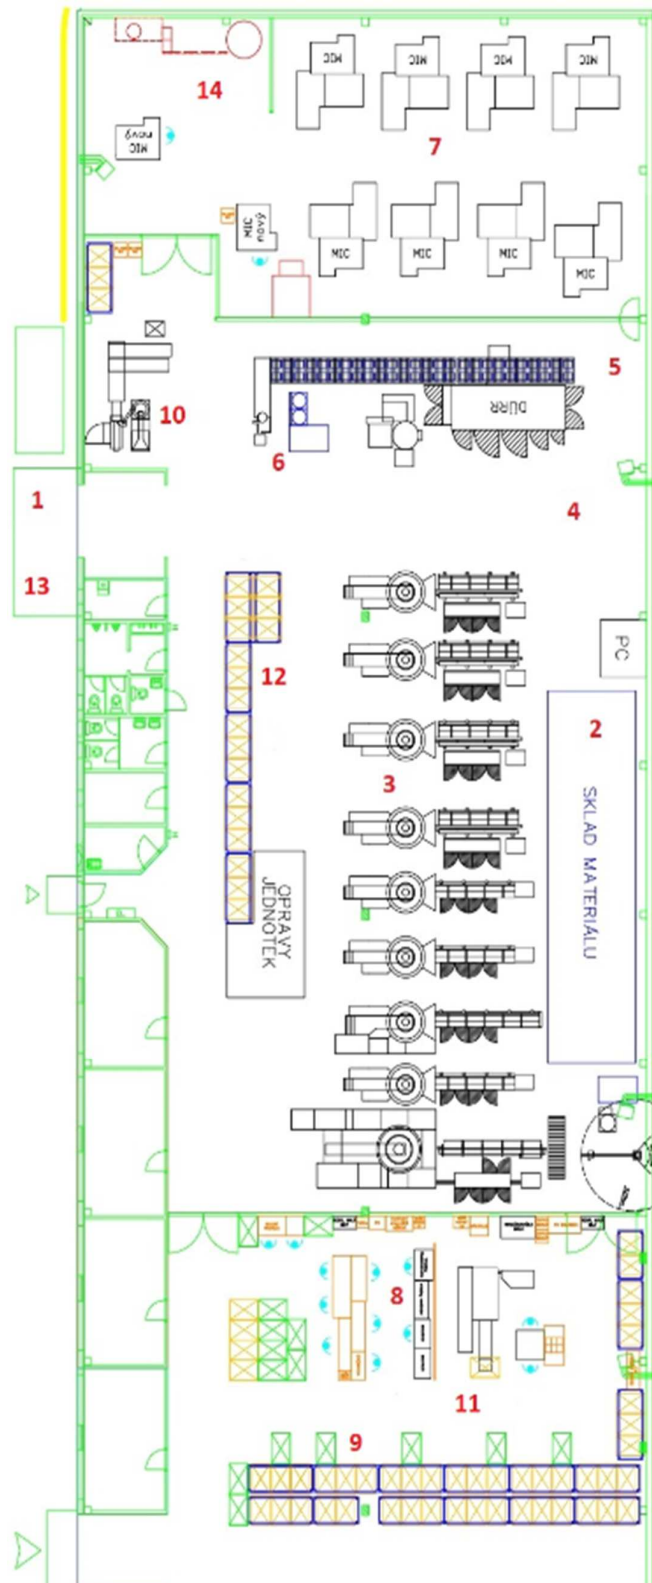 14
MIC
MIC
MIC
MIC
MIC
nový
7
MIC
nový
MIC
MIC
MIC
MIC
5
DÜRR
10
6
1
4
13
PC
12
2
3
SKLAD MATERIÁLU
OPRAVY
JEDNOTEK
8
11
9